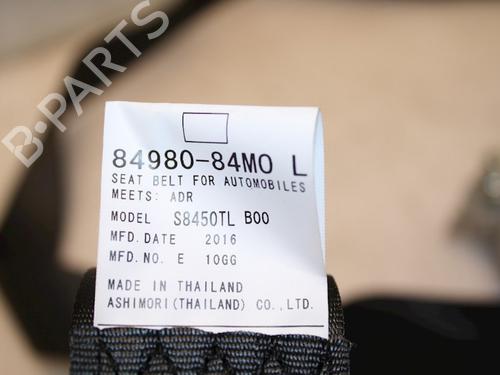 B-PARTS
84980-84M0 L
SEAT BELT FOR AUTOMOBILES
MEETS: ADR
MODEL S8450TL B00
MFD. DATE 2016
MFD. NO. E 10GG
MADE IN THAILAND
ASHIMORI(THAILAND) CO.,LTD.